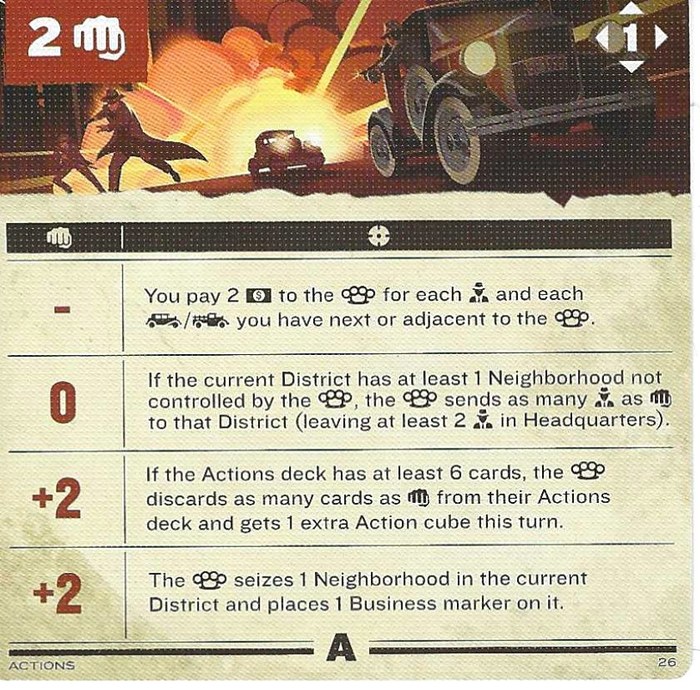 2
1
-
You pay 2 to the for each and each
/ you have next or adjacent to the .
0
If the current District has at least 1 Neighborhood not
controlled by the , the sends as many as
to that District (leaving at least 2 in Headquarters).
+2
If the Actions deck has at least 6 cards, the
discards as many cards as from their Actions
deck and gets 1 extra Action cube this turn.
+2
The seizes 1 Neighborhood in the current
District and places 1 Business marker on it.
A
ACTIONS
26